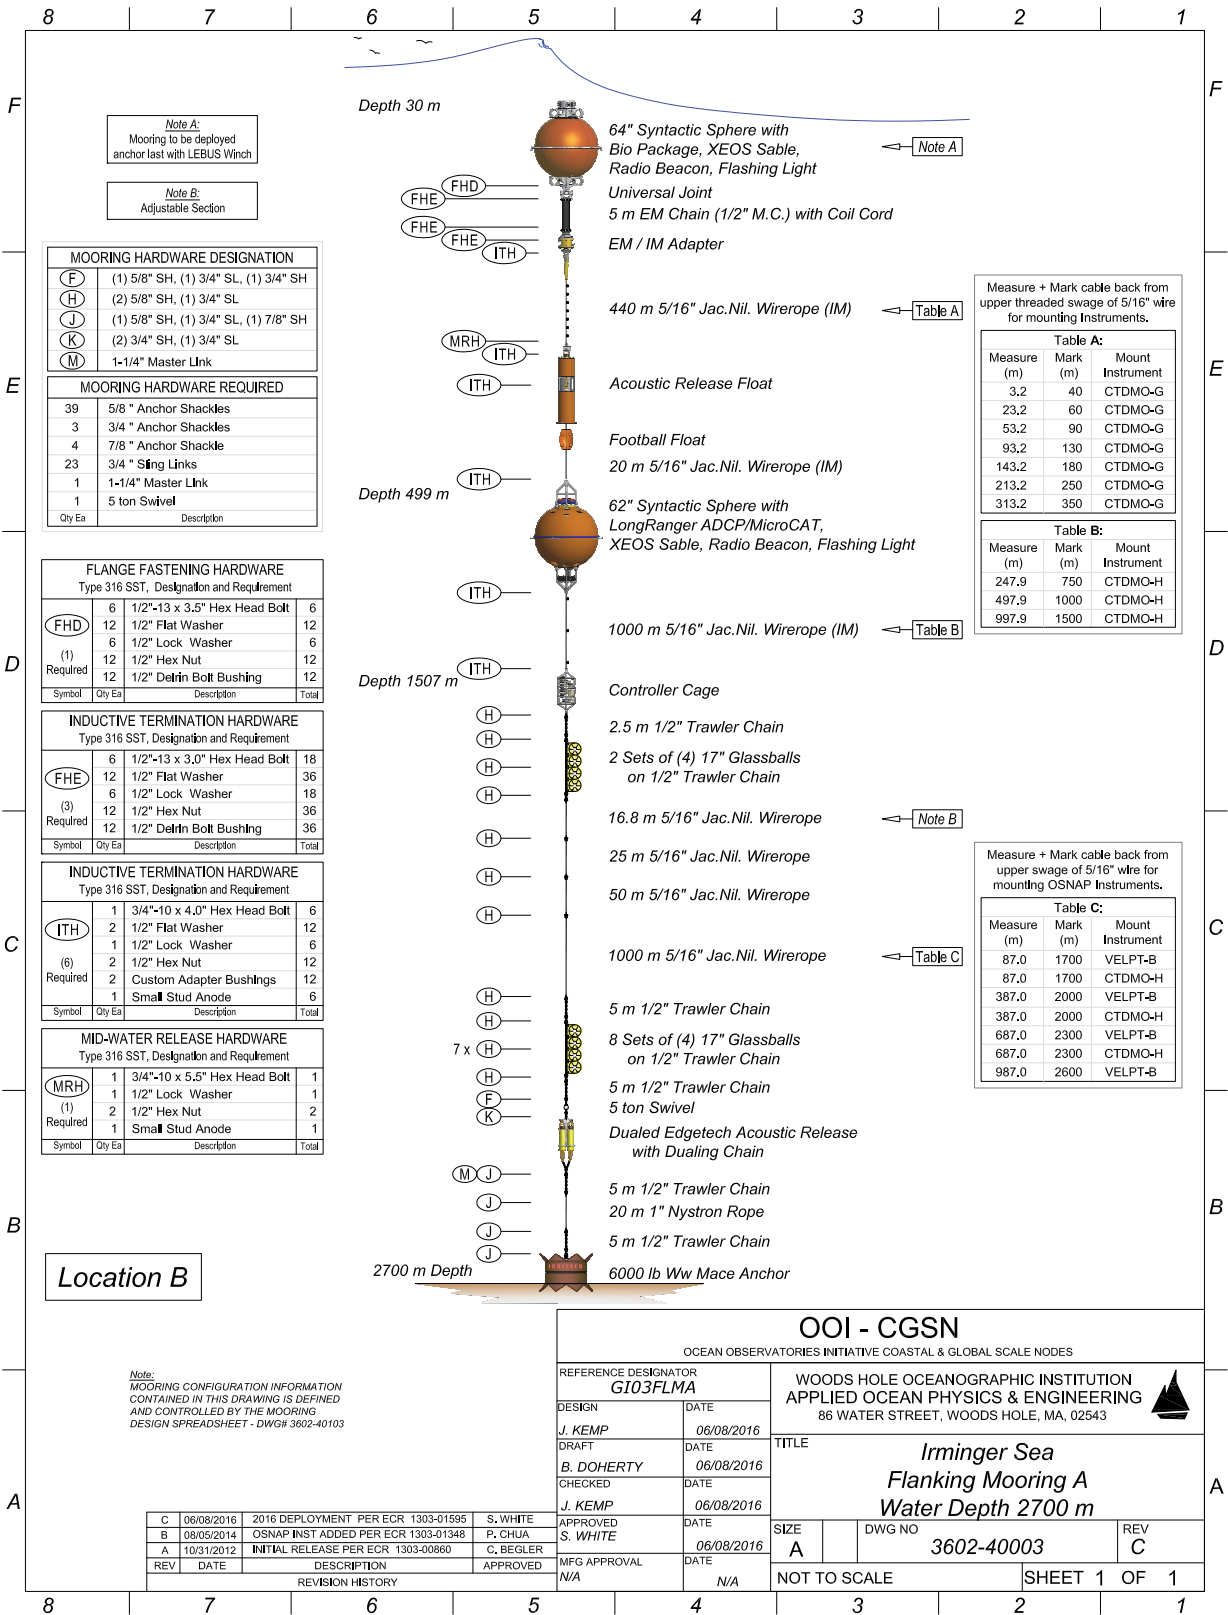 8 7 6 5 4 3 2 1
F
E
D
C
B
A
F
E
D
C
B
A
Note A:
Mooring to be deployed
anchor last with LEBUS Winch
Note B:
Adjustable Section
MOORING HARDWARE DESIGNATION
F (1) 5/8" SH, (1) 3/4" SL, (1) 3/4" SH
H (2) 5/8" SH, (1) 3/4" SL
J (1) 5/8" SH, (1) 3/4" SL, (1) 7/8" SH
K (2) 3/4" SH, (1) 3/4" SL
M 1-1/4" Master Link
MOORING HARDWARE REQUIRED
39 5/8 " Anchor Shackles
3 3/4 " Anchor Shackles
4 7/8 " Anchor Shackle
23 3/4 " Sling Links
1 1-1/4" Master Link
1 5 ton Swivel
Qty Ea Description
FLANGE FASTENING HARDWARE
Type 316 SST, Designation and Requirement
FHD
(1)
Required
6 1/2"-13 x 3.5" Hex Head Bolt 6
12 1/2" Flat Washer 12
6 1/2" Lock Washer 6
12 1/2" Hex Nut 12
12 1/2" Delrin Bolt Bushing 12
Symbol Qty Ea Description Total
INDUCTIVE TERMINATION HARDWARE
Type 316 SST, Designation and Requirement
FHE
(3)
Required
6 1/2"-13 x 3.0" Hex Head Bolt 18
12 1/2" Flat Washer 36
6 1/2" Lock Washer 18
12 1/2" Hex Nut 36
12 1/2" Delrin Bolt Bushing 36
Symbol Qty Ea Description Total
INDUCTIVE TERMINATION HARDWARE
Type 316 SST, Designation and Requirement
ITH
(6)
Required
1 3/4"-10 x 4.0" Hex Head Bolt 6
2 1/2" Flat Washer 12
1 1/2" Lock Washer 6
2 1/2" Hex Nut 12
2 Custom Adapter Bushings 12
1 Small Stud Anode 6
Symbol Qty Ea Description Total
MID-WATER RELEASE HARDWARE
Type 316 SST, Designation and Requirement
MRH
(1)
Required
1 3/4"-10 x 5.5" Hex Head Bolt 1
1 1/2" Lock Washer 1
2 1/2" Hex Nut 2
1 Small Stud Anode 1
Symbol Qty Ea Description Total
Location B
Depth 30 m
64" Syntactic Sphere with
Bio Package, XEOS Sable,
Radio Beacon, Flashing Light
Note A
FHD
Universal Joint
FHE
5 m EM Chain (1/2" M.C.) with Coil Cord
FHE
FHE
EM / IM Adapter
ITH
440 m 5/16" Jac.Nil. Wirerope (IM)
Table A
MRH
ITH
ITH
Acoustic Release Float
Football Float
20 m 5/16" Jac.Nil. Wirerope (IM)
ITH
Depth 499 m
62" Syntactic Sphere with
LongRanger ADCP/MicroCAT,
XEOS Sable, Radio Beacon, Flashing Light
ITH
1000 m 5/16" Jac.Nil. Wirerope (IM)
Table B
ITH
Depth 1507 m
Controller Cage
H
2.5 m 1/2" Trawler Chain
H
2 Sets of (4) 17" Glassballs
on 1/2" Trawler Chain
H
H
16.8 m 5/16" Jac.Nil. Wirerope
Note B
H
25 m 5/16" Jac.Nil. Wirerope
H
50 m 5/16" Jac.Nil. Wirerope
H
1000 m 5/16" Jac.Nil. Wirerope
Table C
H
5 m 1/2" Trawler Chain
H
8 Sets of (4) 17" Glassballs
on 1/2" Trawler Chain
7 x H
H
5 m 1/2" Trawler Chain
F
5 ton Swivel
K
Dualed Edgetech Acoustic Release
with Dualing Chain
M J
5 m 1/2" Trawler Chain
J
20 m 1" Nystron Rope
J
5 m 1/2" Trawler Chain
J
2700 m Depth
IRMINGER
6000 lb Ww Mace Anchor
Measure + Mark cable back from
upper threaded swage of 5/16" wire
for mounting Instruments.
Table A:
Measure (m) Mark (m) Mount Instrument
3.2 40 CTDMO-G
23.2 60 CTDMO-G
53.2 90 CTDMO-G
93.2 130 CTDMO-G
143.2 180 CTDMO-G
213.2 250 CTDMO-G
313.2 350 CTDMO-G
Table B:
Measure (m) Mark (m) Mount Instrument
247.9 750 CTDMO-H
497.9 1000 CTDMO-H
997.9 1500 CTDMO-H
Measure + Mark cable back from
upper swage of 5/16" wire for
mounting OSNAP Instruments.
Table C:
Measure (m) Mark (m) Mount Instrument
87.0 1700 VELPT-B
87.0 1700 CTDMO-H
387.0 2000 VELPT-B
387.0 2000 CTDMO-H
687.0 2300 VELPT-B
687.0 2300 CTDMO-H
987.0 2600 VELPT-B
Note:
MOORING CONFIGURATION INFORMATION
CONTAINED IN THIS DRAWING IS DEFINED
AND CONTROLLED BY THE MOORING
DESIGN SPREADSHEET - DWG# 3602-40103
C 06/08/2016 2016 DEPLOYMENT PER ECR 1303-01595 S. WHITE
B 08/05/2014 OSNAP INST ADDED PER ECR 1303-01348 P. CHUA
A 10/31/2012 INITIAL RELEASE PER ECR 1303-00860 C. BEGLER
REV DATE DESCRIPTION APPROVED
REVISION HISTORY
OOI - CGSN
OCEAN OBSERVATORIES INITIATIVE COASTAL & GLOBAL SCALE NODES
REFERENCE DESIGNATOR
GI03FLMA
DESIGN DATE
J. KEMP 06/08/2016
DRAFT DATE
B. DOHERTY 06/08/2016
CHECKED DATE
J. KEMP 06/08/2016
APPROVED DATE
S. WHITE 06/08/2016
MFG APPROVAL DATE
N/A N/A
WOODS HOLE OCEANOGRAPHIC INSTITUTION
APPLIED OCEAN PHYSICS & ENGINEERING
86 WATER STREET, WOODS HOLE, MA, 02543
TITLE
Irminger Sea
Flanking Mooring A
Water Depth 2700 m
SIZE DWG NO REV
A 3602-40003 C
NOT TO SCALE SHEET 1 OF 1
8 7 6 5 4 3 2 1